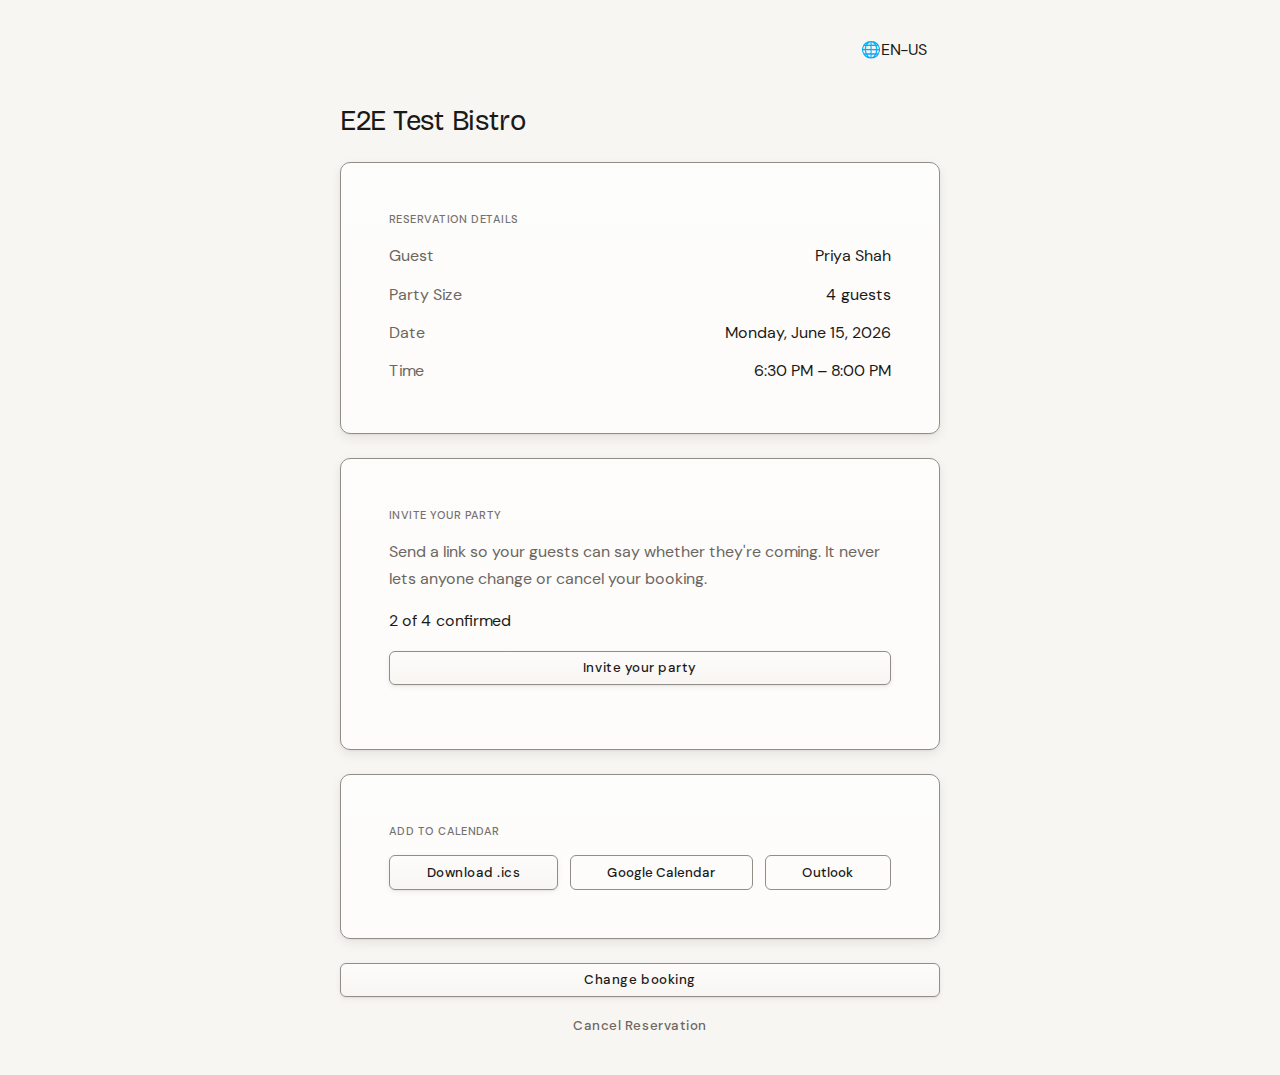 🌐EN-US
E2E Test Bistro
RESERVATION DETAILS
Guest Priya Shah
Party Size 4 guests
Date Monday, June 15, 2026
Time 6:30 PM – 8:00 PM
INVITE YOUR PARTY
Send a link so your guests can say whether they're coming. It never
lets anyone change or cancel your booking.
2 of 4 confirmed
Invite your party
ADD TO CALENDAR
Download .ics Google Calendar Outlook
Change booking
Cancel Reservation